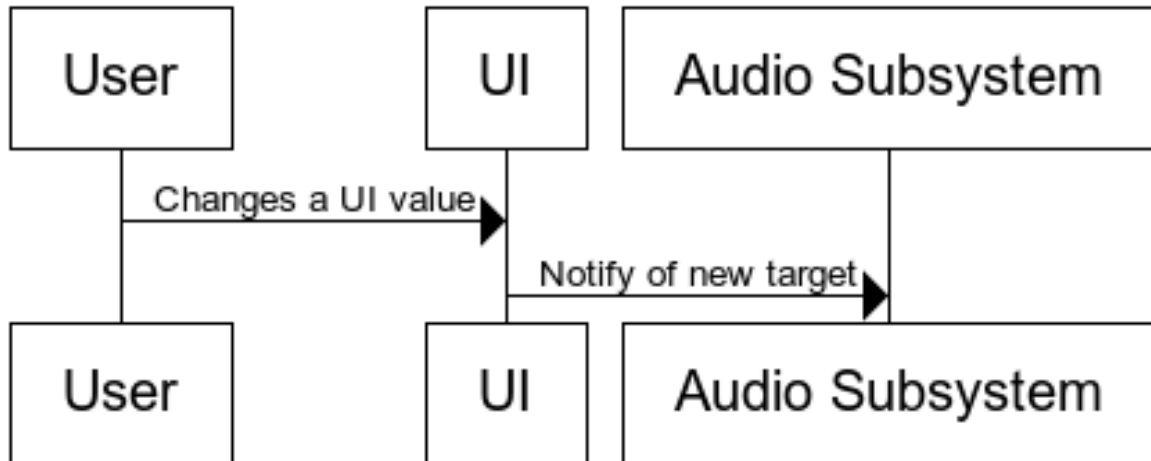 User
UI
Audio Subsystem
Changes a UI value
Notify of new target
User
UI
Audio Subsystem